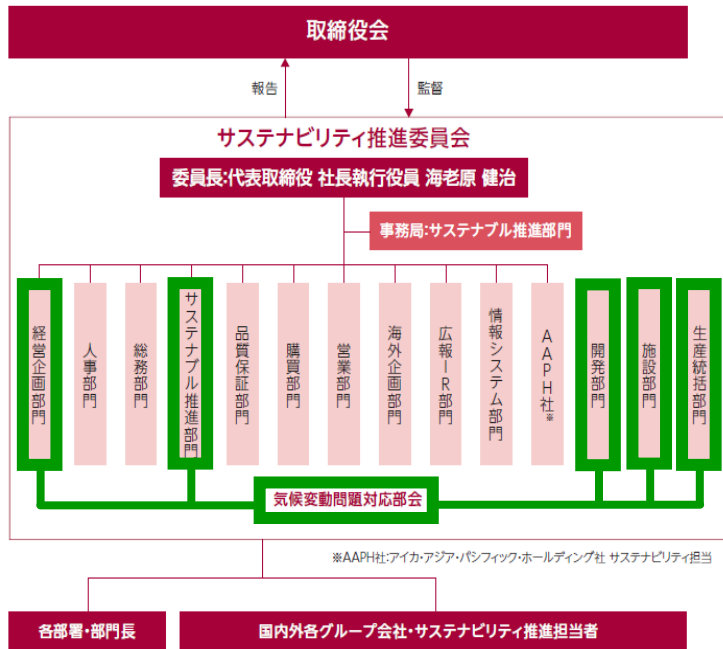 取締役会
報告
監督
サステナビリティ推進委員会
委員長:代表取締役 社長執行役員 海老原 健治
事務局:サステナブル推進部門
経営企画部門
人事部門
総務部門
サステナブル推進部門
品質保証部門
購買部門
営業部門
海外企画部門
広報IR部門
情報システム部門
AAPH社※
開発部門
施設部門
生産統括部門
気候変動問題対応部会
※AAPH社:アイカ・アジア・パシフィック・ホールディング社 サステナビリティ担当
各部署・部門長
国内外各グループ会社・サステナビリティ推進担当者